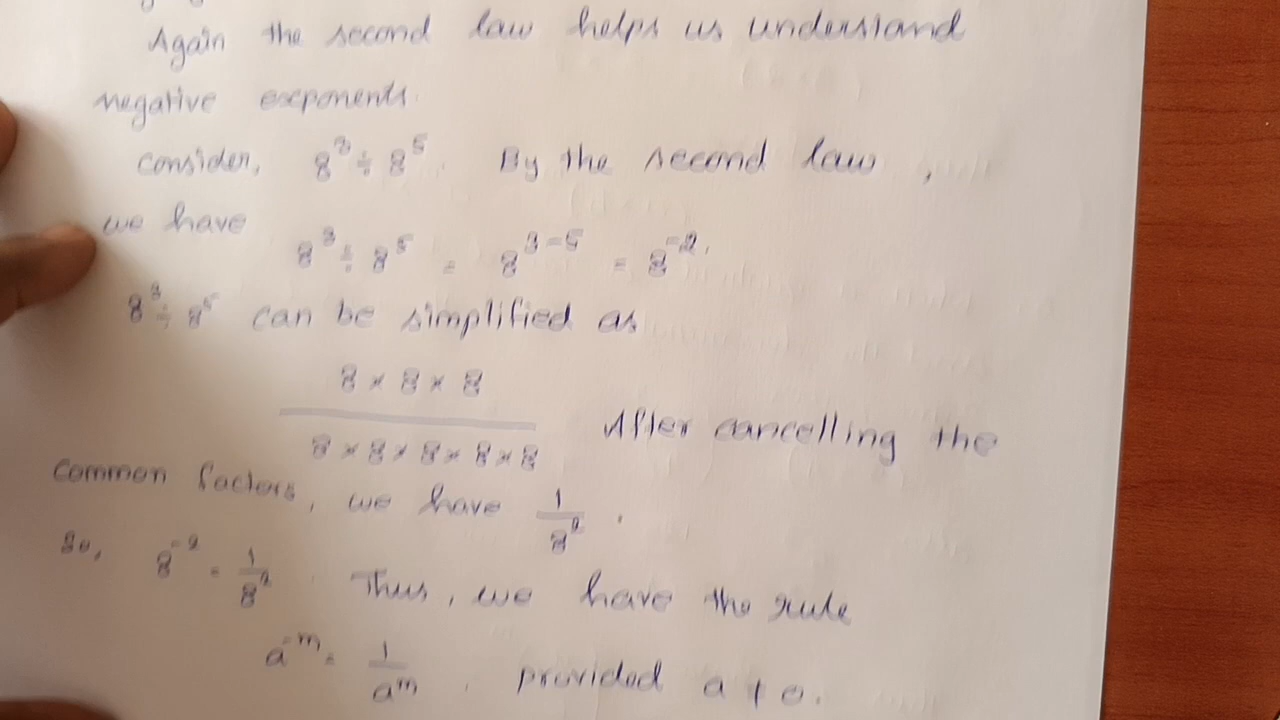 Again the second law helps us understand
negative exponents.
consider, 8³ ÷ 8⁵. By the second law,
we have
8³ ÷ 8⁵ = 8³⁻⁵ = 8⁻².
8³ ÷ 8⁵ can be simplified as
8 × 8 × 8
8 × 8 × 8 × 8 × 8 After cancelling the
common factors, we have 1/8².
So, 8⁻² = 1/8². Thus, we have the rule
a⁻ᵐ = 1/aᵐ, provided a ≠ 0.